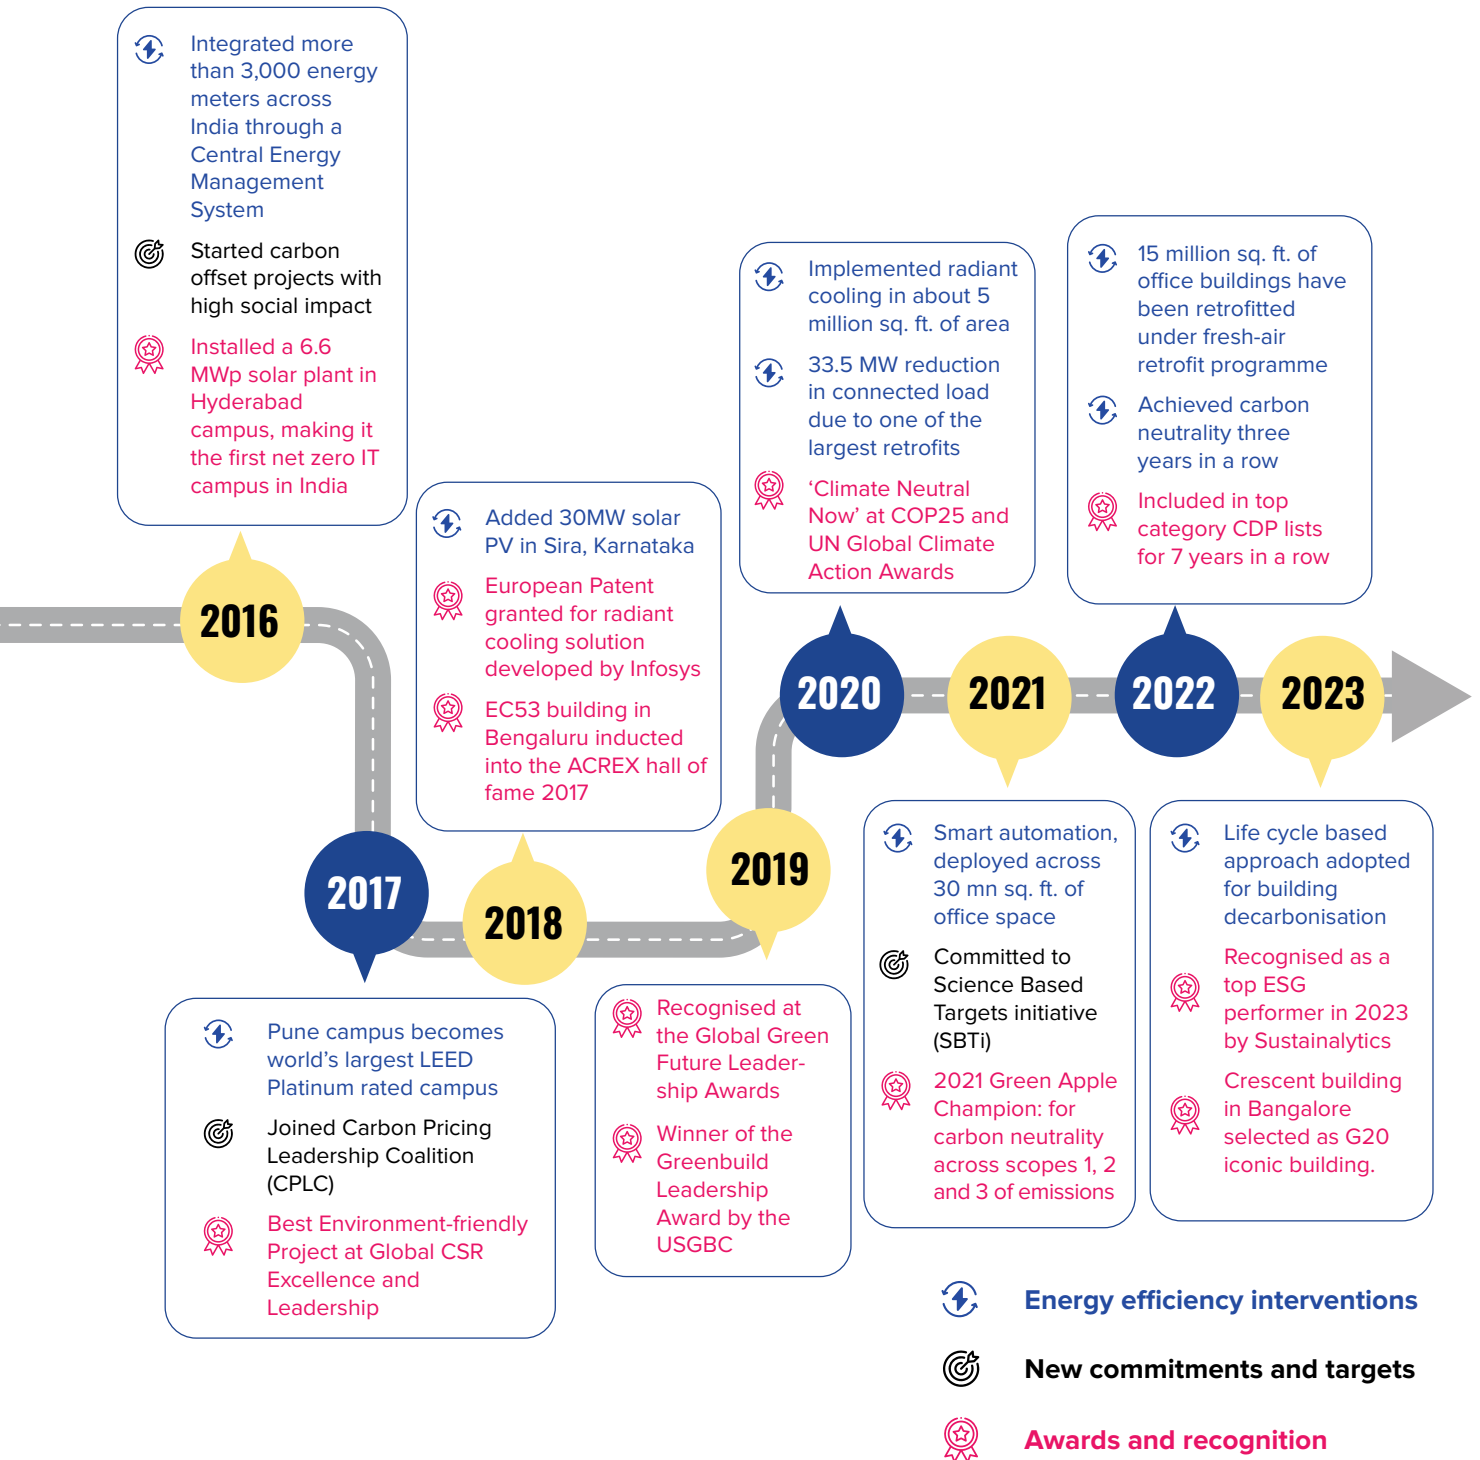 Integrated more
than 3,000 energy
meters across
India through a
Central Energy
Management
System
Started carbon
offset projects with
high social impact
Installed a 6.6
MWp solar plant in
Hyderabad
campus, making it
the first net zero IT
campus in India
2016
2017
Pune campus becomes
world's largest LEED
Platinum rated campus
Joined Carbon Pricing
Leadership Coalition
(CPLC)
Best Environment-friendly
Project at Global CSR
Excellence and
Leadership
Added 30MW solar
PV in Sira, Karnataka
European Patent
granted for radiant
cooling solution
developed by Infosys
EC53 building in
Bengaluru inducted
into the ACREX hall of
fame 2017
2018
2019
Recognised at
the Global Green
Future Leader-
ship Awards
Winner of the
Greenbuild
Leadership
Award by the
USGBC
Implemented radiant
cooling in about 5
million sq. ft. of area
33.5 MW reduction
in connected load
due to one of the
largest retrofits
‘Climate Neutral
Now’ at COP25 and
UN Global Climate
Action Awards
2020
2021
Smart automation,
deployed across
30 mn sq. ft. of
office space
Committed to
Science Based
Targets initiative
(SBTi)
2021 Green Apple
Champion: for
carbon neutrality
across scopes 1, 2
and 3 of emissions
15 million sq. ft. of
office buildings have
been retrofitted
under fresh-air
retrofit programme
Achieved carbon
neutrality three
years in a row
Included in top
category CDP lists
for 7 years in a row
2022
2023
Life cycle based
approach adopted
for building
decarbonisation
Recognised as a
top ESG
performer in 2023
by Sustainalytics
Crescent building
in Bangalore
selected as G20
iconic building.
Energy efficiency interventions
New commitments and targets
Awards and recognition